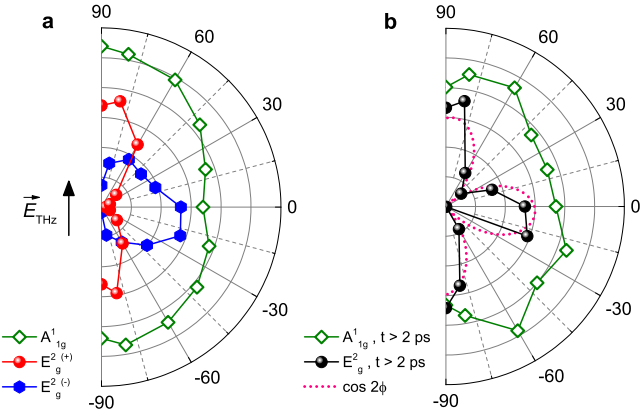 a
90
60
30
0
-30
-60
-90
E THz
A¹₁g
E²g (+)
E²g (-)
b
90
60
30
0
-30
-60
-90
A¹₁g , t > 2 ps
E²g , t > 2 ps
cos 2ϕ